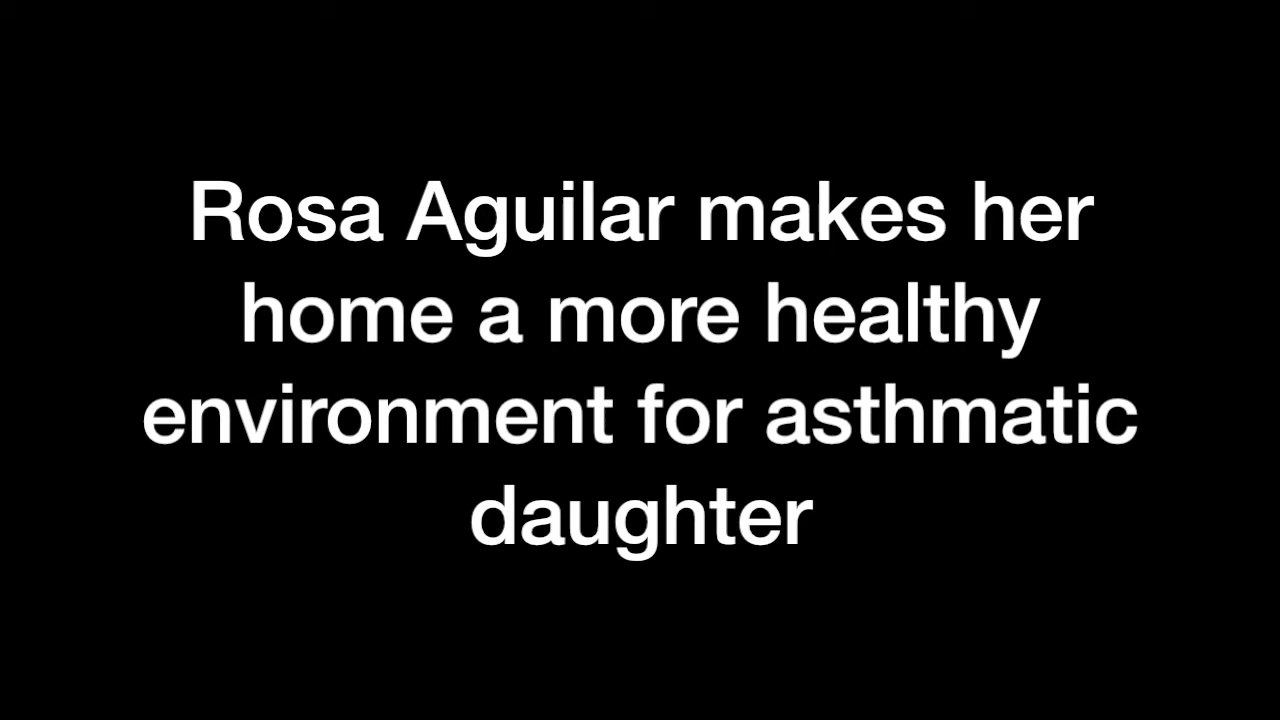 Rosa Aguilar makes her
home a more healthy
environment for asthmatic
daughter